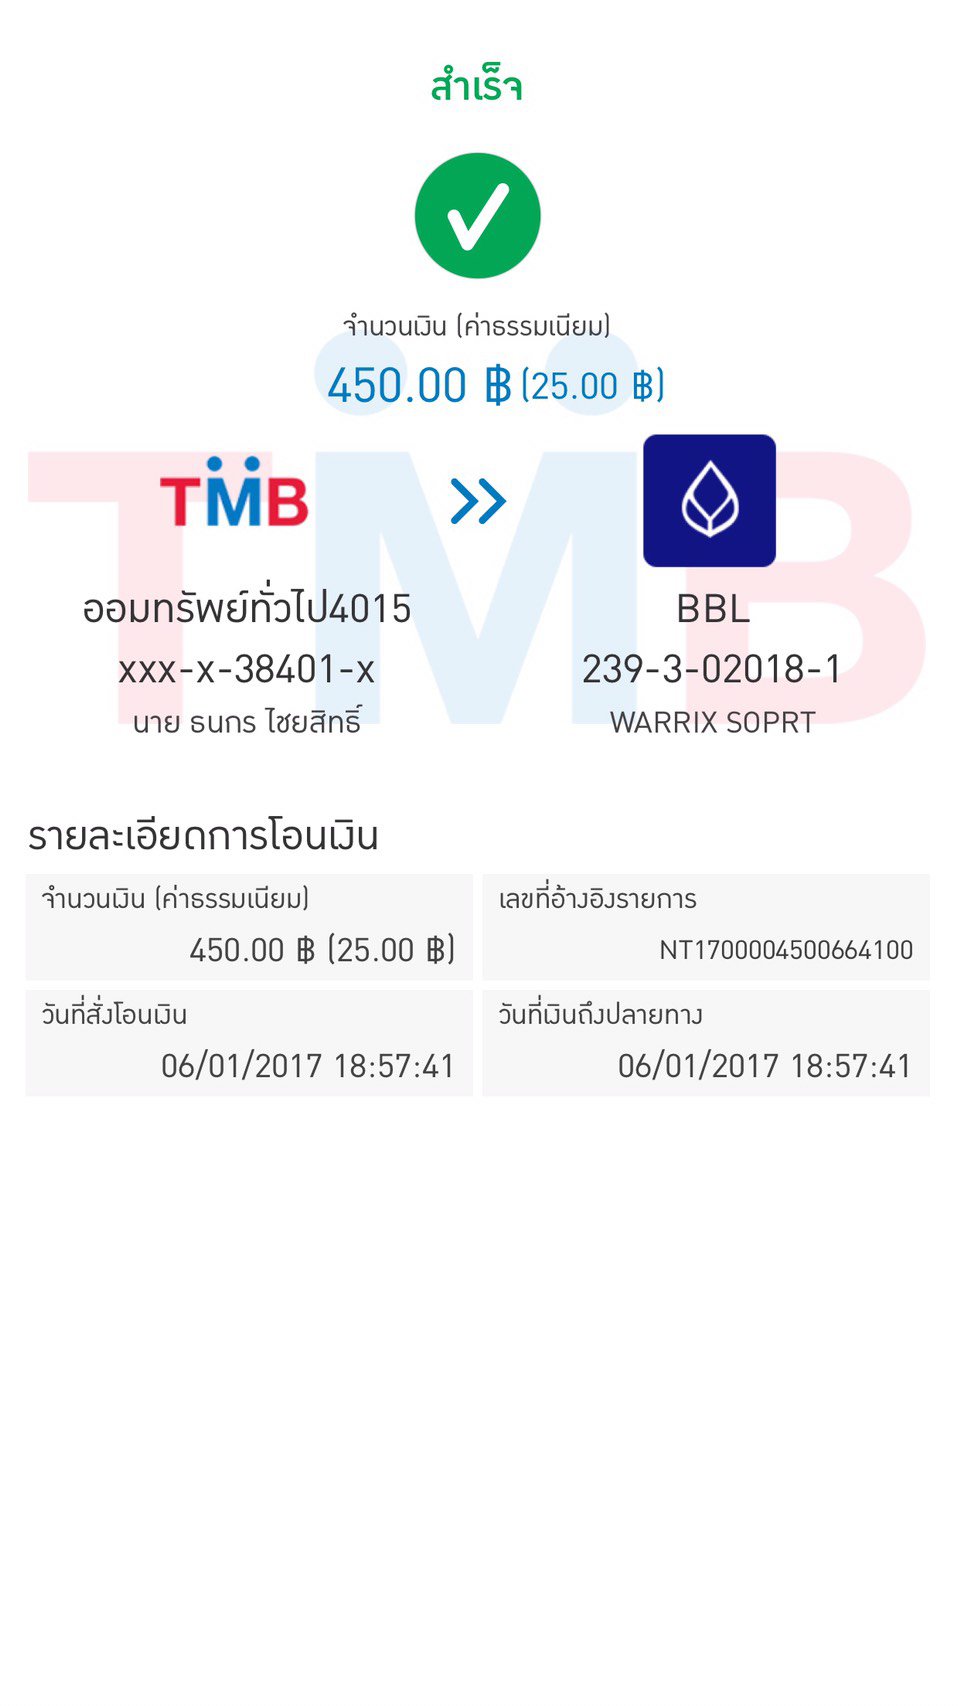 สำเร็จ
จำนวนเงิน (ค่าธรรมเนียม)
450.00 ฿ (25.00 ฿)
TMB
ออมทรัพย์ทั่วไป4015
xxx-x-38401-x
นาย ธนกร ไชยสิทธิ์
BBL
239-3-02018-1
WARRIX SOPRT
รายละเอียดการโอนเงิน
จำนวนเงิน (ค่าธรรมเนียม)
450.00 ฿ (25.00 ฿)
เลขที่อ้างอิงรายการ
NT1700004500664100
วันที่สั่งโอนเงิน
06/01/2017 18:57:41
วันที่เงินถึงปลายทาง
06/01/2017 18:57:41
TMB